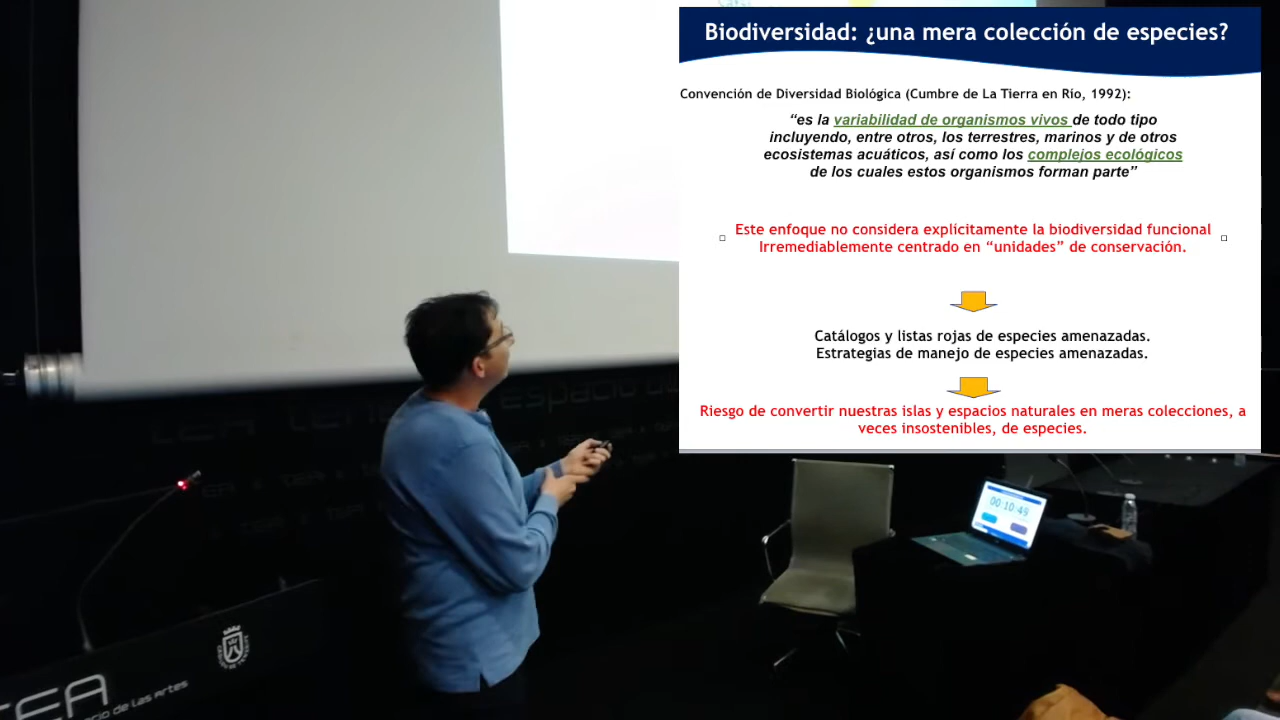 Biodiversidad: ¿una mera colección de especies?
Convención de Diversidad Biológica (Cumbre de La Tierra en Río, 1992):
“es la variabilidad de organismos vivos de todo tipo
incluyendo, entre otros, los terrestres, marinos y de otros
ecosistemas acuáticos, así como los complejos ecológicos
de los cuales estos organismos forman parte”
Este enfoque no considera explícitamente la biodiversidad funcional
Irremediablemente centrado en “unidades” de conservación.
Catálogos y listas rojas de especies amenazadas.
Estrategias de manejo de especies amenazadas.
Riesgo de convertir nuestras islas y espacios naturales en meras colecciones, a
veces insostenibles, de especies.
espacio
00:10:49
TEA
de las Artes